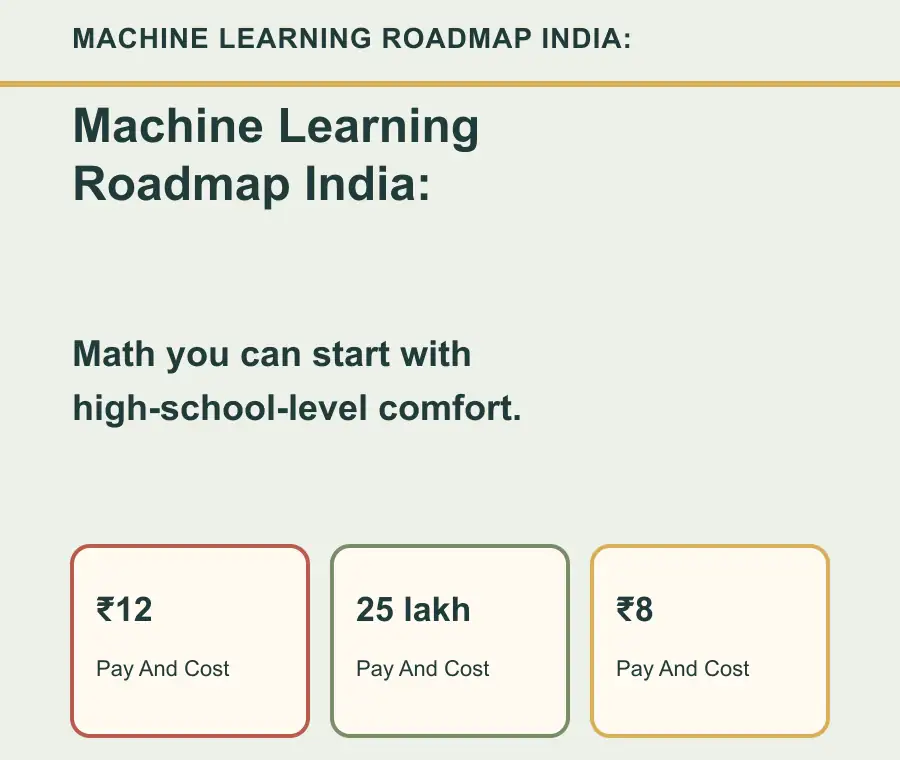 MACHINE LEARNING ROADMAP INDIA:
Machine Learning
Roadmap India:
Math you can start with
high-school-level comfort.
₹12
Pay And Cost
25 lakh
Pay And Cost
₹8
Pay And Cost